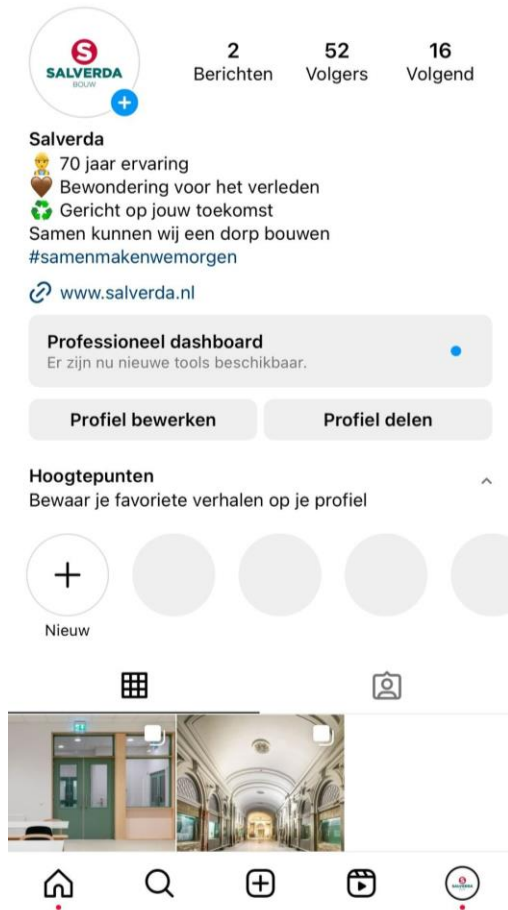 S
SALVERDA
BOUW
2 52 16
Berichten Volgers Volgend
Salverda
70 jaar ervaring
Bewondering voor het verleden
Gericht op jouw toekomst
Samen kunnen wij een dorp bouwen
#samenmakenwemorgen
www.salverda.nl
Professioneel dashboard
Er zijn nu nieuwe tools beschikbaar.
Profiel bewerken Profiel delen
Hoogtepunten
Bewaar je favoriete verhalen op je profiel
Nieuw